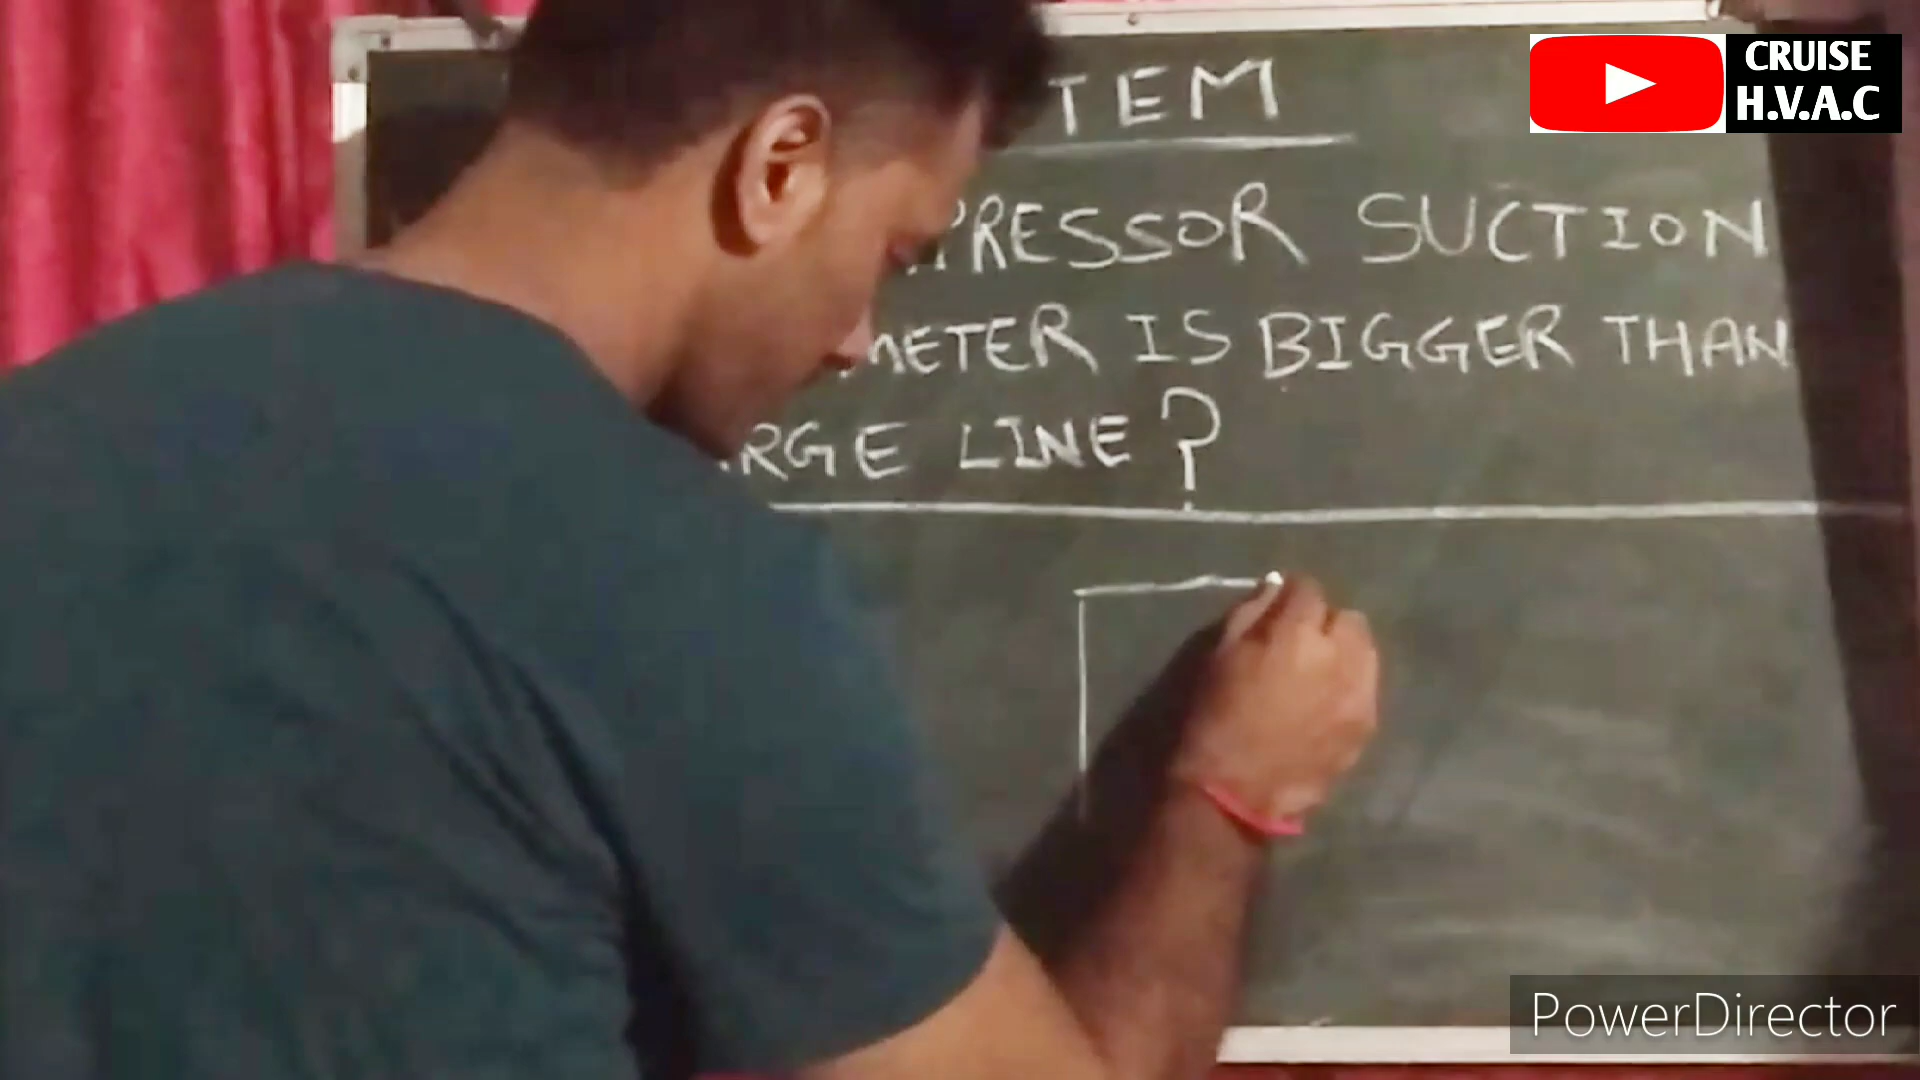 CRUISE
H.V.A.C
TEM
PRESSOR SUCTION
METER IS BIGGER THAN
RGE LINE ?
PowerDirector